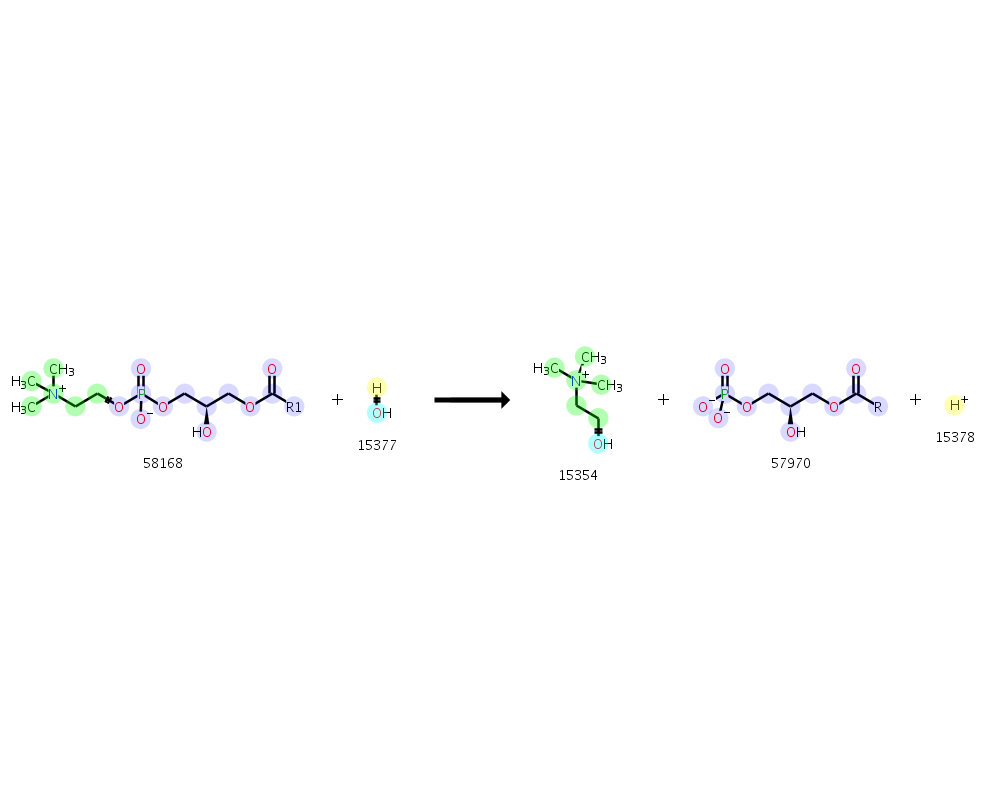 H₃C CH₃ N⁺ H₃C O P O O⁻ O HO O O R1
58168
+
H OH
15377
H₃C CH₃ N⁺ CH₃ OH
15354
+
O O⁻ P O⁻ O OH O O R
57970
+
H⁺
15378